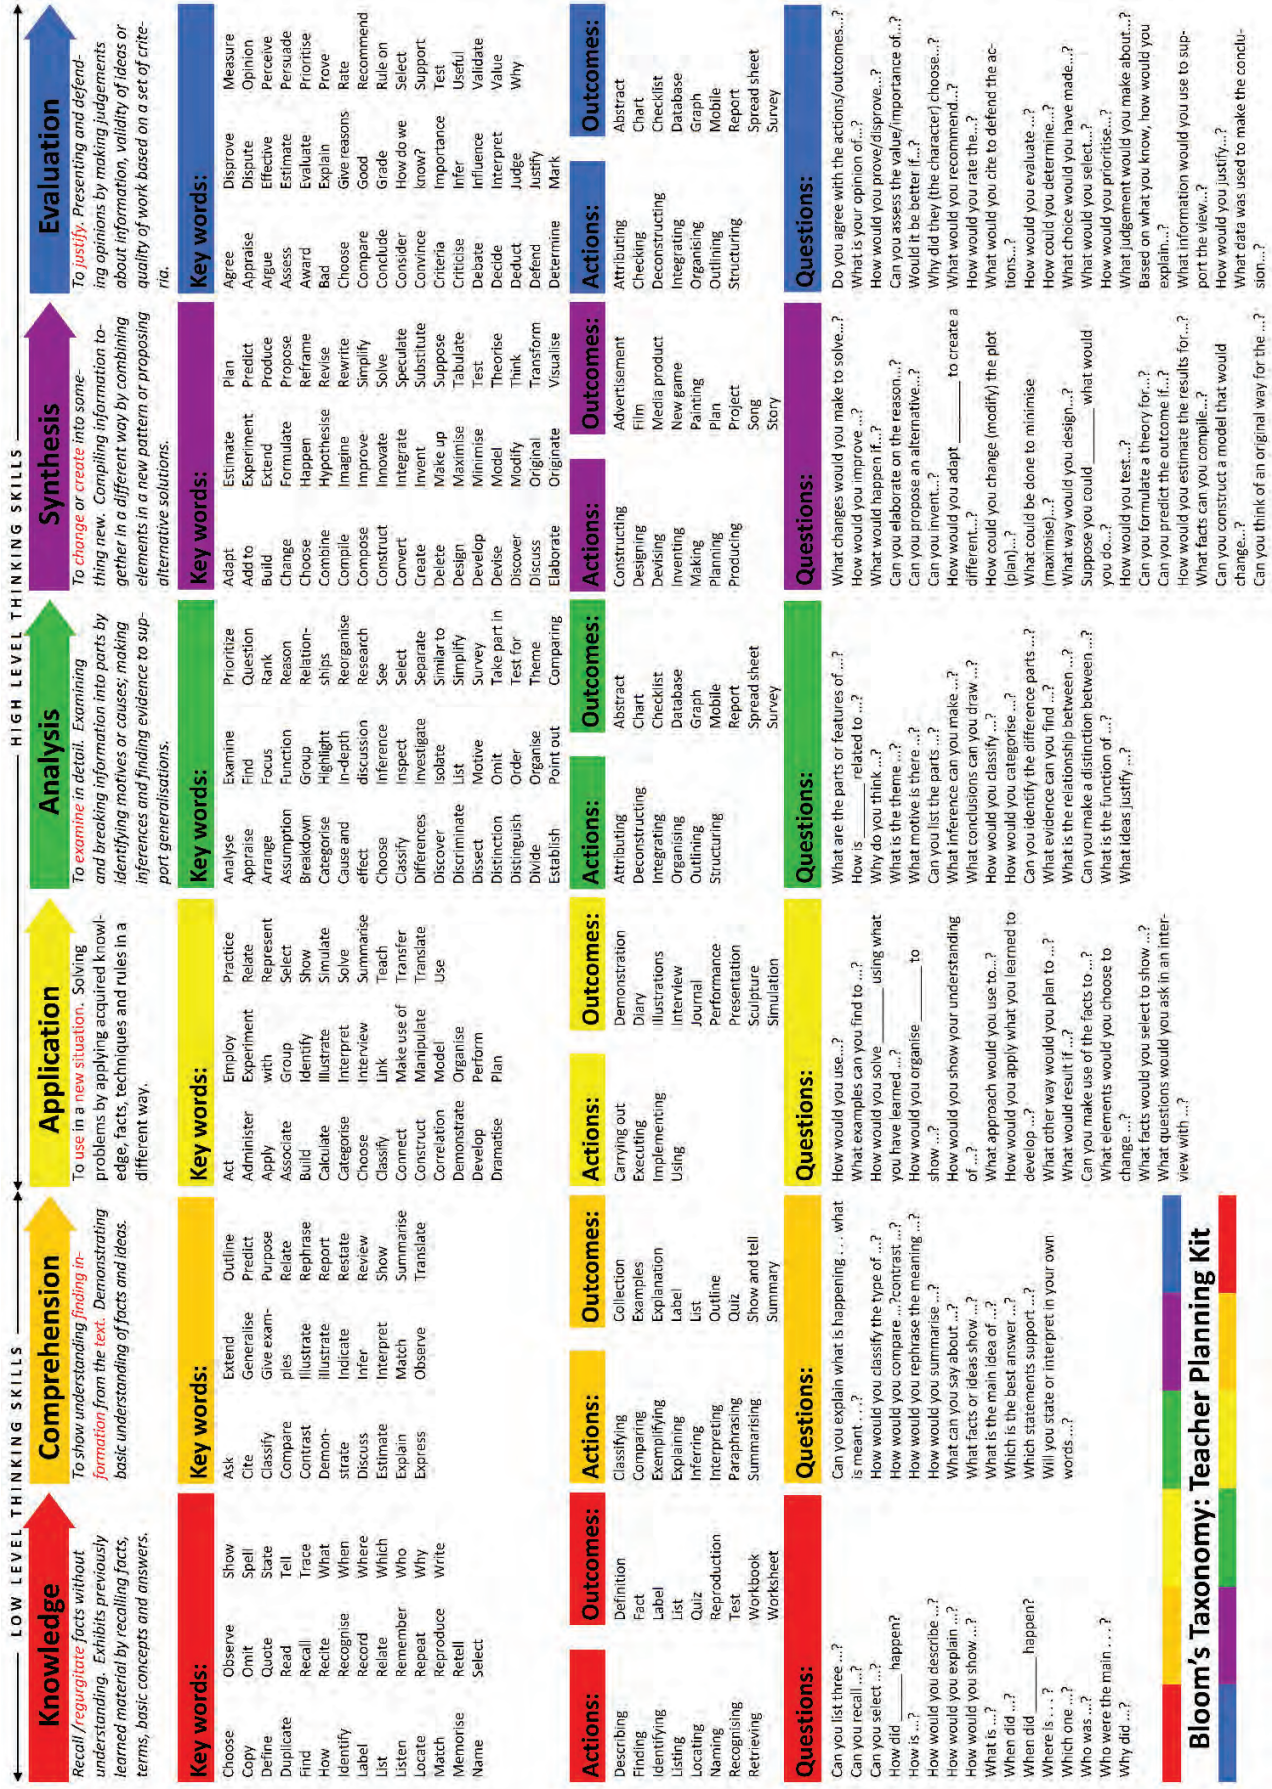 LOW LEVEL THINKING SKILLS
HIGH LEVEL THINKING SKILLS
Knowledge
Recall /regurgitate facts without
understanding. Exhibits previously
learned material by recalling facts,
terms, basic concepts and answers.
Key words:
Choose
Copy
Define
Duplicate
Find
How
Identify
Label
List
Listen
Locate
Match
Memorise
Name
Observe
Omit
Quote
Read
Recall
Recite
Recognise
Record
Relate
Remember
Repeat
Reproduce
Retell
Select
Show
Spell
State
Tell
Trace
What
When
Where
Which
Who
Why
Write
Actions:
Describing
Finding
Identifying
Listing
Locating
Naming
Recognising
Retrieving
Outcomes:
Definition
Fact
Label
List
Quiz
Reproduction
Test
Workbook
Worksheet
Questions:
Can you list three ...?
Can you recall ...?
Can you select ...?
How did ______ happen?
How is ...?
How would you describe ...?
How would you explain ...?
How would you show ...?
What is ...?
When did ...?
When did ______ happen?
Where is . . . ?
Which one ...?
Who was ...?
Who were the main . . . ?
Why did ...?
Comprehension
To show understanding finding in-
formation from the text. Demonstrating
basic understanding of facts and ideas.
Key words:
Ask
Cite
Classify
Compare
Contrast
Demon-
strate
Discuss
Estimate
Explain
Express
Extend
Generalise
Give exam-
ples
Illustrate
Illustrate
Indicate
Infer
Interpret
Match
Observe
Outline
Predict
Purpose
Relate
Rephrase
Report
Restate
Review
Show
Summarise
Translate
Actions:
Classifying
Comparing
Exemplifying
Explaining
Inferring
Interpreting
Paraphrasing
Summarising
Outcomes:
Collection
Examples
Explanation
Label
List
Outline
Quiz
Show and tell
Summary
Questions:
Can you explain what is happening . . . what
is meant . . .?
How would you classify the type of ...?
How would you compare ...?contrast ...?
How would you rephrase the meaning ...?
How would you summarise ...?
What can you say about ...?
What facts or ideas show ...?
What is the main idea of ...?
Which is the best answer ...?
Which statements support ...?
Will you state or interpret in your own
words ...?
Application
To use in a new situation. Solving
problems by applying acquired knowl-
edge, facts, techniques and rules in a
different way.
Key words:
Act
Administer
Apply
Associate
Build
Calculate
Categorise
Choose
Classify
Connect
Construct
Correlation
Demonstrate
Develop
Dramatise
Employ
Experiment
with
Group
Identify
Illustrate
Interpret
Interview
Link
Make use of
Manipulate
Model
Organise
Perform
Plan
Practice
Relate
Represent
Select
Show
Simulate
Solve
Summarise
Teach
Transfer
Translate
Use
Actions:
Carrying out
Executing
Implementing
Using
Outcomes:
Demonstration
Diary
Illustrations
Interview
Journal
Performance
Presentation
Sculpture
Simulation
Questions:
How would you use...?
What examples can you find to ...?
How would you solve ______ using what
you have learned ...?
How would you organise ______ to
show ...?
How would you show your understanding
of ...?
What approach would you use to...?
How would you apply what you learned to
develop ...?
What other way would you plan to ...?
What would result if ...?
Can you make use of the facts to ...?
What elements would you choose to
change ...?
What facts would you select to show ...?
What questions would you ask in an inter-
view with ...?
Analysis
To examine in detail. Examining
and breaking information into parts by
identifying motives or causes; making
inferences and finding evidence to sup-
port generalisations.
Key words:
Analyse
Appraise
Arrange
Assumption
Breakdown
Categorise
Cause and
effect
Choose
Classify
Differences
Discover
Discriminate
Dissect
Distinction
Distinguish
Divide
Establish
Examine
Find
Focus
Function
Group
Highlight
In-depth
discussion
Inference
Inspect
Investigate
Isolate
List
Motive
Omit
Order
Organise
Point out
Prioritize
Question
Rank
Reason
Relation-
ships
Reorganise
Research
See
Select
Separate
Similar to
Simplify
Survey
Take part in
Test for
Theme
Comparing
Actions:
Attributing
Deconstructing
Integrating
Organising
Outlining
Structuring
Outcomes:
Abstract
Chart
Checklist
Database
Graph
Mobile
Report
Spread sheet
Survey
Questions:
What are the parts or features of ...?
How is ______ related to ...?
Why do you think ...?
What is the theme ...?
What motive is there ...?
Can you list the parts ...?
What inference can you make ...?
What conclusions can you draw ...?
How would you classify ...?
How would you categorise ...?
Can you identify the difference parts ...?
What evidence can you find ...?
What is the relationship between ...?
Can you make a distinction between ...?
What is the function of ...?
What ideas justify ...?
Synthesis
To change or create into some-
thing new. Compiling information to-
gether in a different way by combining
elements in a new pattern or proposing
alternative solutions.
Key words:
Adapt
Add to
Build
Change
Choose
Combine
Compile
Compose
Construct
Convert
Create
Delete
Design
Develop
Devise
Discover
Discuss
Elaborate
Estimate
Experiment
Extend
Formulate
Happen
Hypothesise
Imagine
Improve
Innovate
Integrate
Invent
Make up
Maximise
Minimise
Model
Modify
Original
Originate
Plan
Predict
Produce
Propose
Reframe
Revise
Rewrite
Simplify
Solve
Speculate
Substitute
Suppose
Tabulate
Test
Theorise
Think
Transform
Visualise
Actions:
Constructing
Designing
Devising
Inventing
Making
Planning
Producing
Outcomes:
Advertisement
Film
Media product
New game
Painting
Plan
Project
Song
Story
Questions:
What changes would you make to solve...?
How would you improve ...?
What would happen if...?
Can you elaborate on the reason...?
Can you propose an alternative...?
Can you invent...?
How would you adapt ______ to create a
different...?
How could you change (modify) the plot
(plan)...?
What could be done to minimise
(maximise)...?
What way would you design...?
Suppose you could ______ what would
you do...?
How would you test...?
Can you formulate a theory for...?
Can you predict the outcome if...?
How would you estimate the results for...?
What facts can you compile...?
Can you construct a model that would
change...?
Can you think of an original way for the ...?
Evaluation
To justify. Presenting and defend-
ing opinions by making judgements
about information, validity of ideas or
quality of work based on a set of crite-
ria.
Key words:
Agree
Appraise
Argue
Assess
Award
Bad
Choose
Compare
Conclude
Consider
Convince
Criteria
Criticise
Debate
Decide
Deduct
Defend
Determine
Disprove
Dispute
Effective
Estimate
Evaluate
Explain
Give reasons
Good
Grade
How do we
know?
Importance
Infer
Influence
Interpret
Judge
Justify
Mark
Measure
Opinion
Perceive
Persuade
Prioritise
Prove
Rate
Recommend
Rule on
Select
Support
Test
Useful
Validate
Value
Why
Actions:
Attributing
Checking
Deconstructing
Integrating
Organising
Outlining
Structuring
Outcomes:
Abstract
Chart
Checklist
Database
Graph
Mobile
Report
Spread sheet
Survey
Questions:
Do you agree with the actions/outcomes...?
What is your opinion of...?
How would you prove/disprove...?
Can you assess the value/importance of...?
Would it be better if...?
Why did they (the character) choose...?
What would you recommend...?
How would you rate the...?
What would you cite to defend the ac-
tions...?
How would you evaluate ...?
How could you determine...?
What choice would you have made...?
What would you select...?
How would you prioritise...?
What judgement would you make about...?
Based on what you know, how would you
explain...?
What information would you use to sup-
port the view...?
How would you justify...?
What data was used to make the conclu-
sion...?
Bloom's Taxonomy: Teacher Planning Kit